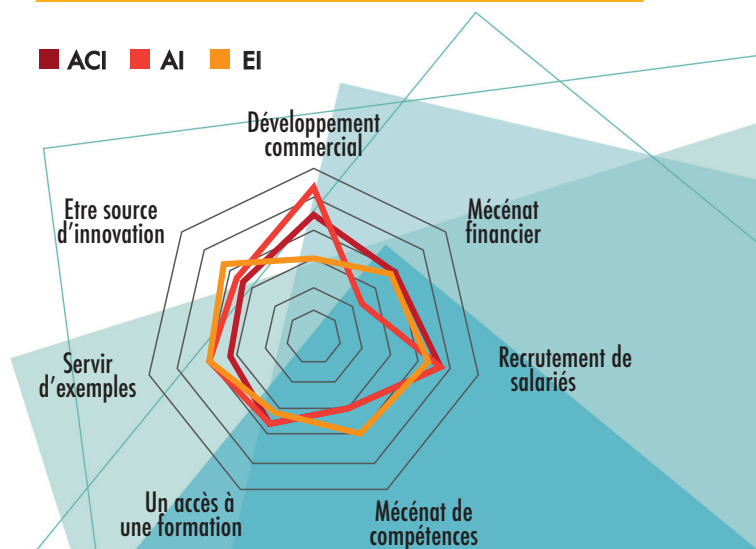 ACI AI EI
Développement
commercial
Etre source
d'innovation
Mécénat
financier
Servir
d'exemples
Recrutement de
salariés
Un accès à
une formation
Mécénat de
compétences